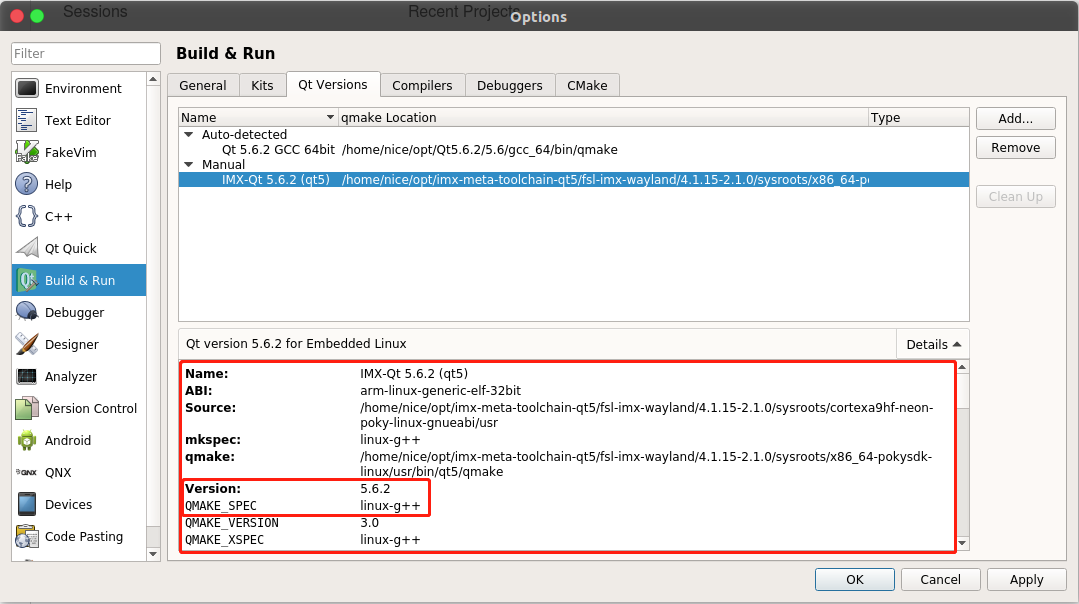 Sessions
Recent Projects
Options
Filter
Build & Run
Environment
Text Editor
FakeVim
Help
C++
Qt Quick
Build & Run
Debugger
Designer
Analyzer
Version Control
Android
QNX
Devices
Code Pasting
General Kits Qt Versions Compilers Debuggers CMake
Name qmake Location Type
Auto-detected
Qt 5.6.2 GCC 64bit /home/nice/opt/Qt5.6.2/5.6/gcc_64/bin/qmake
Manual
IMX-Qt 5.6.2 (qt5) /home/nice/opt/imx-meta-toolchain-qt5/fsl-imx-wayland/4.1.15-2.1.0/sysroots/x86_64-po
Add...
Remove
Clean Up
Qt version 5.6.2 for Embedded Linux Details
Name: IMX-Qt 5.6.2 (qt5)
ABI: arm-linux-generic-elf-32bit
Source: /home/nice/opt/imx-meta-toolchain-qt5/fsl-imx-wayland/4.1.15-2.1.0/sysroots/cortexa9hf-neon-
poky-linux-gnueabi/usr
mkspec: linux-g++
qmake: /home/nice/opt/imx-meta-toolchain-qt5/fsl-imx-wayland/4.1.15-2.1.0/sysroots/x86_64-pokysdk-
linux/usr/bin/qt5/qmake
Version: 5.6.2
QMAKE_SPEC linux-g++
QMAKE_VERSION 3.0
QMAKE_XSPEC linux-g++
OK Cancel Apply